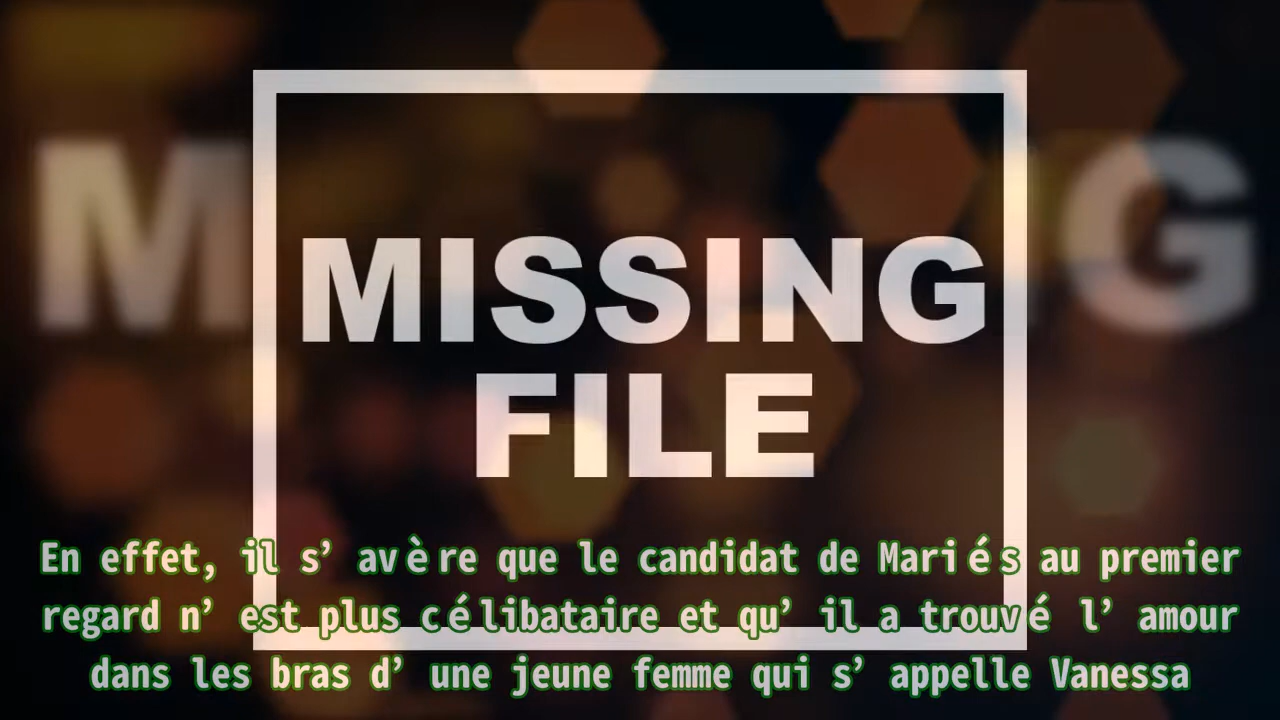 M
G
MISSING
FILE
En effet, il s’ avère que le candidat de Mariés au premier
regard n’ est plus célibataire et qu’ il a trouvé l’ amour
dans les bras d’ une jeune femme qui s’ appelle Vanessa